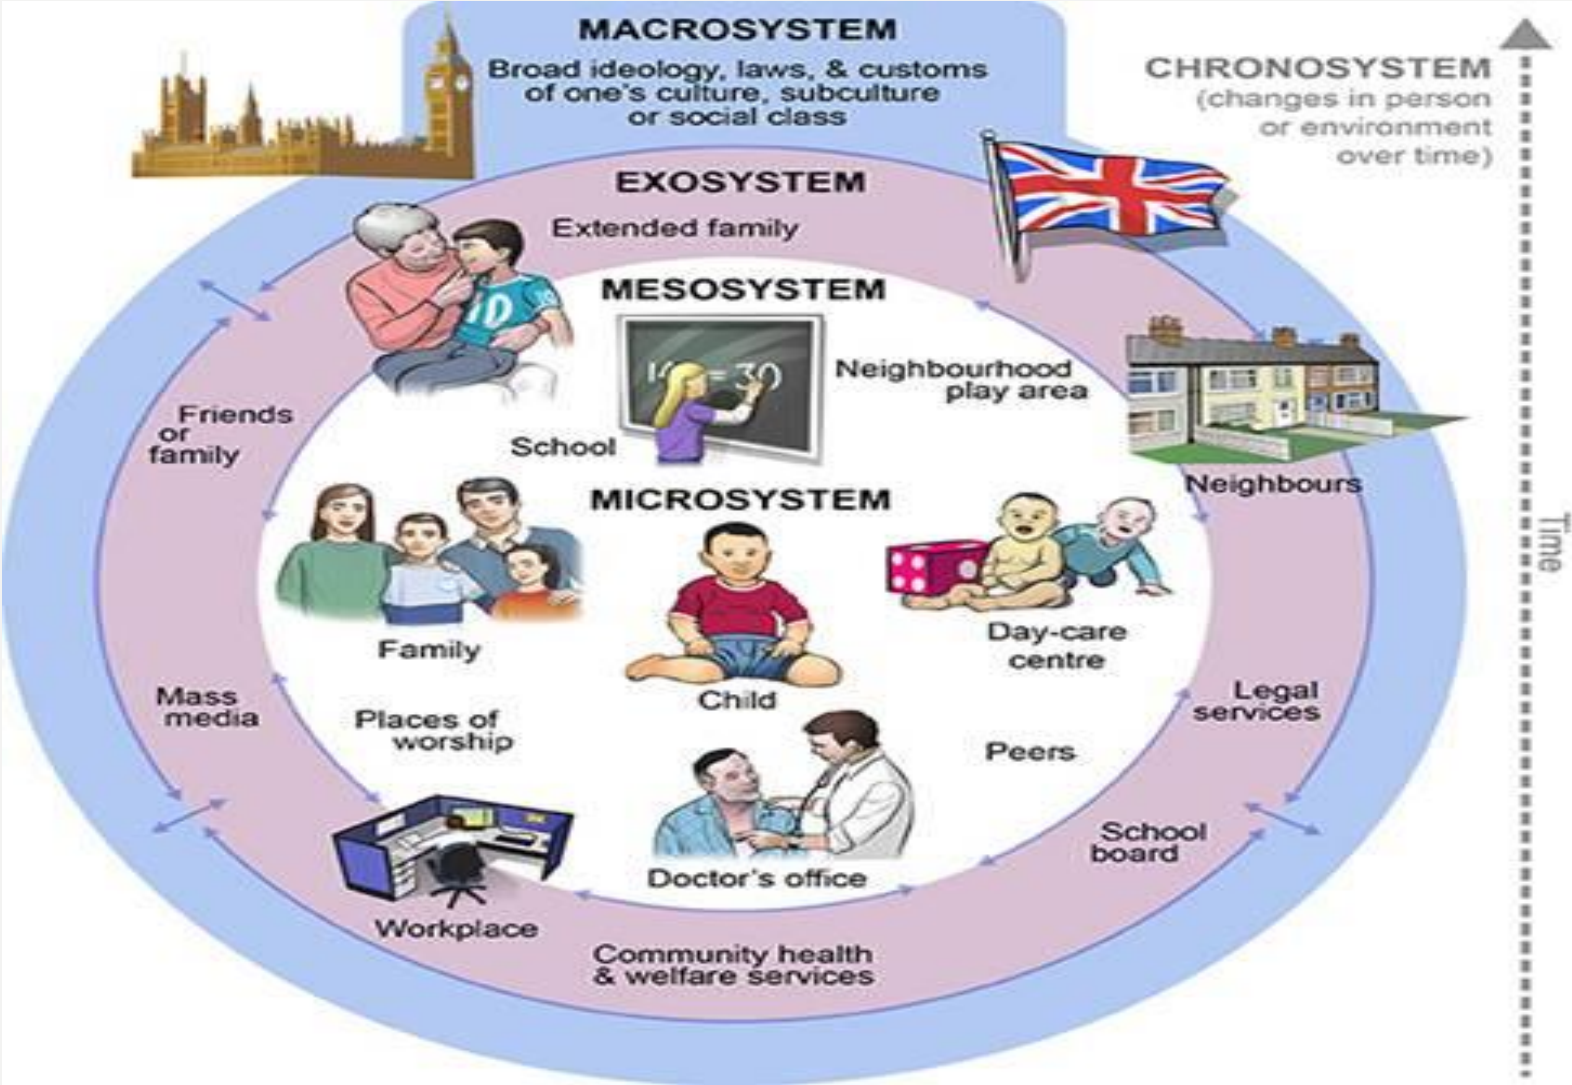 MACROSYSTEM
Broad ideology, laws, & customs
of one's culture, subculture
or social class
CHRONOSYSTEM
(changes in person
or environment
over time)
EXOSYSTEM
Extended family
MESOSYSTEM
Neighbourhood
play area
School
Friends
or
family
Neighbours
MICROSYSTEM
Time
Family
Child
Day-care
centre
Mass
media
Places of
worship
Legal
services
Peers
School
board
Doctor's office
Workplace
Community health
& welfare services